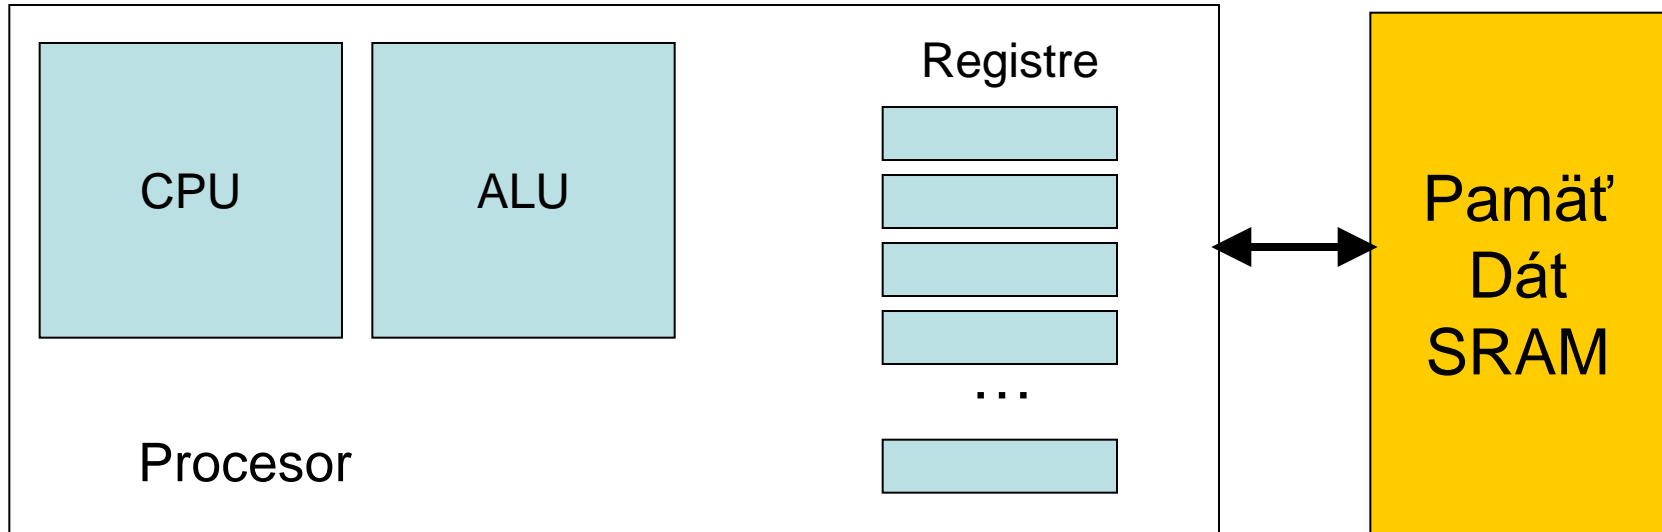 CPU
ALU
Registre
...
Procesor
Pamäť
Dát
SRAM